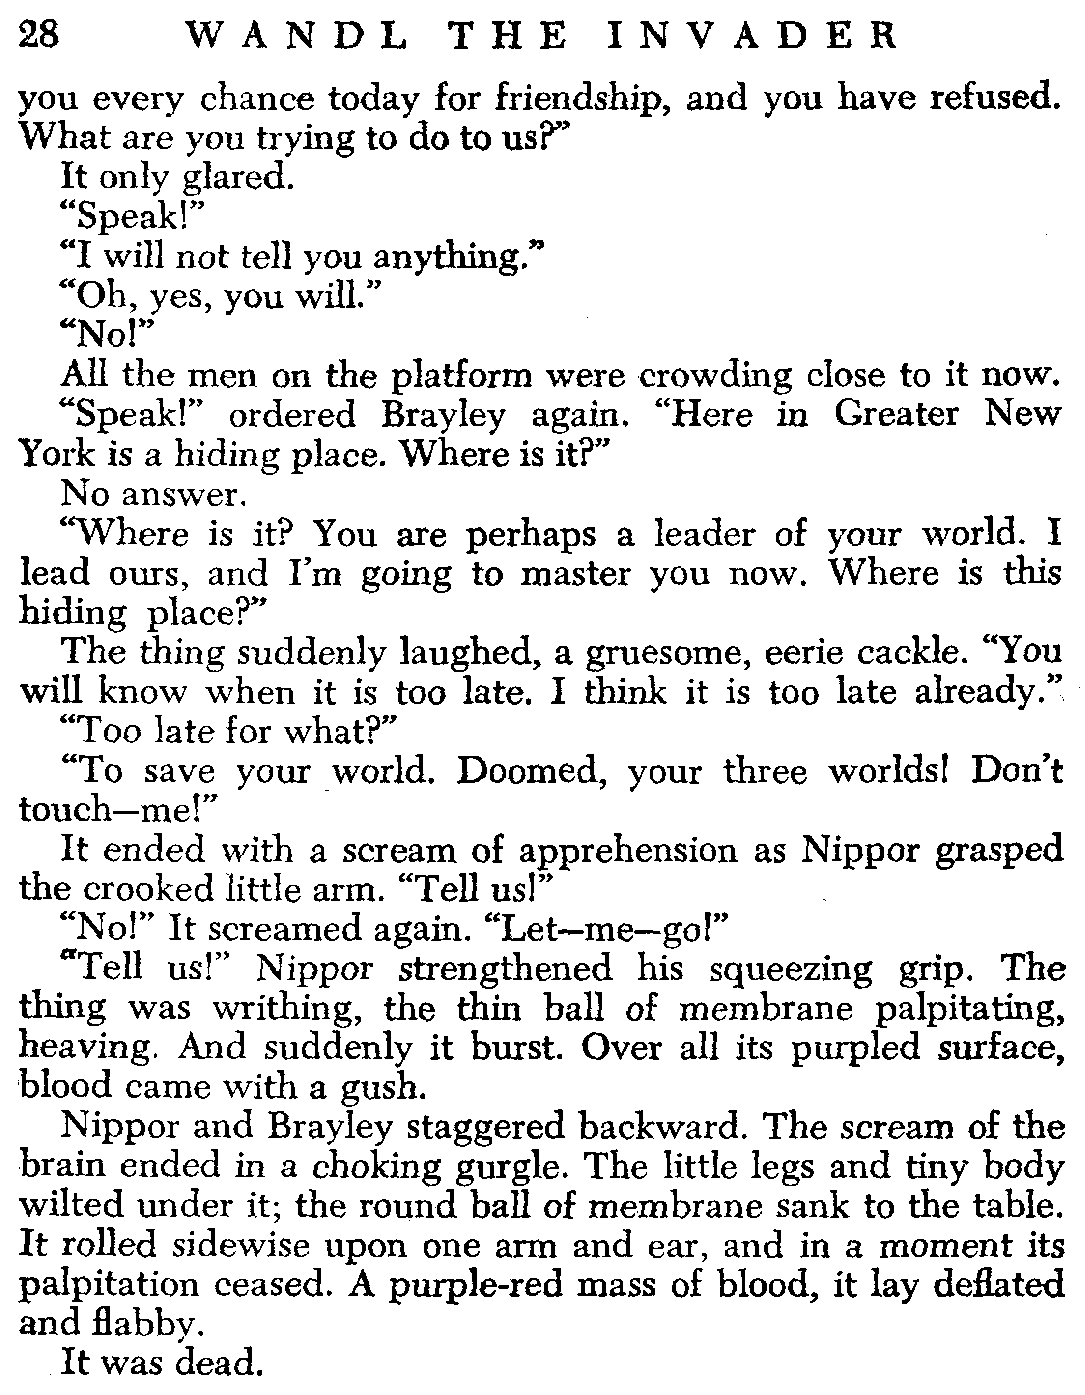 28 WANDL THE INVADER
you every chance today for friendship, and you have refused.
What are you trying to do to us?”
It only glared.
“Speak!”
“I will not tell you anything.”
“Oh, yes, you will.”
“No!”
All the men on the platform were crowding close to it now.
“Speak!” ordered Brayley again. “Here in Greater New
York is a hiding place. Where is it?”
No answer.
“Where is it? You are perhaps a leader of your world. I
lead ours, and I’m going to master you now. Where is this
hiding place?”
The thing suddenly laughed, a gruesome, eerie cackle. “You
will know when it is too late. I think it is too late already.”
“Too late for what?”
“To save your world. Doomed, your three worlds! Don’t
touch—me!”
It ended with a scream of apprehension as Nippor grasped
the crooked little arm. “Tell us!”
“No!” It screamed again. “Let—me—go!”
“Tell us!” Nippor strengthened his squeezing grip. The
thing was writhing, the thin ball of membrane palpitating,
heaving. And suddenly it burst. Over all its purpled surface,
blood came with a gush.
Nippor and Brayley staggered backward. The scream of the
brain ended in a choking gurgle. The little legs and tiny body
wilted under it; the round ball of membrane sank to the table.
It rolled sidewise upon one arm and ear, and in a moment its
palpitation ceased. A purple-red mass of blood, it lay deflated
and flabby.
It was dead.